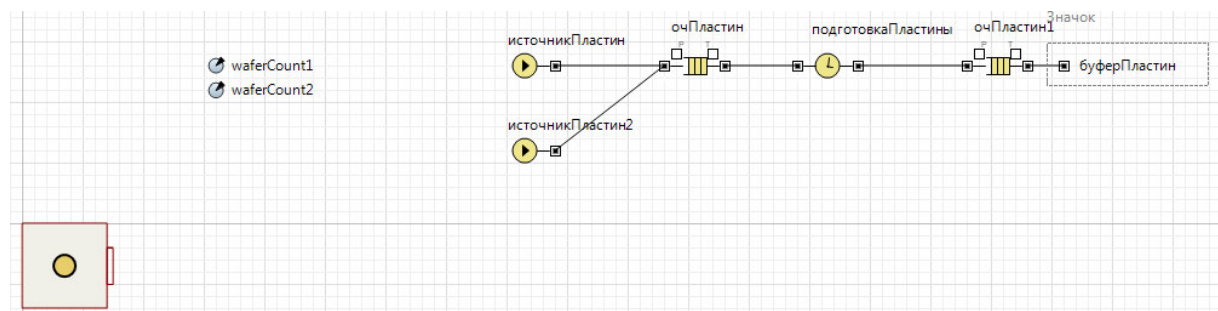 Значок
очПластин
подготовкаПластины
очПластин1
источникПластин
P T
P T
waferCount1
буферПластин
waferCount2
источникПластин2